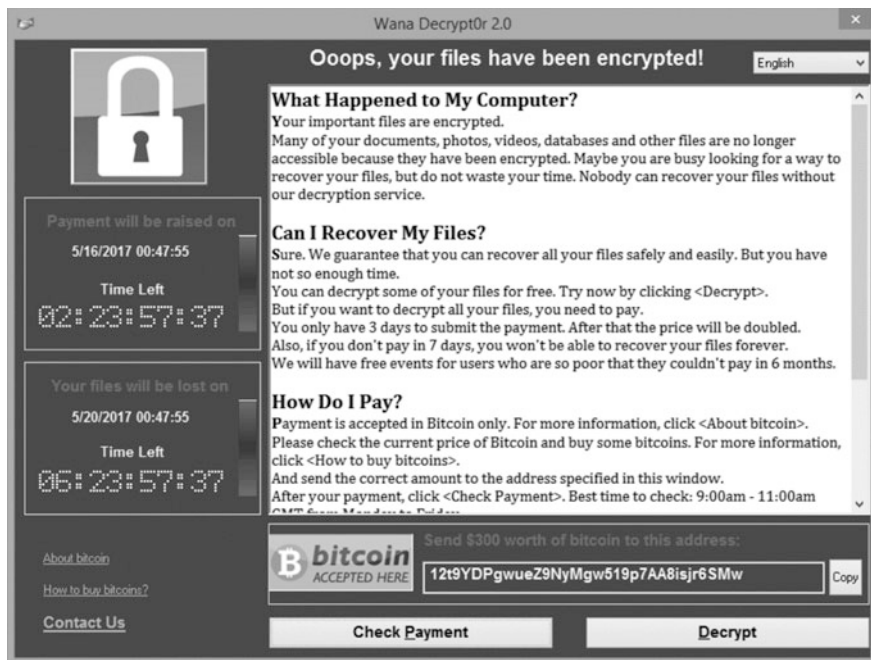 Wana Decrypt0r 2.0
Ooops, your files have been encrypted!
English
What Happened to My Computer?
Your important files are encrypted.
Many of your documents, photos, videos, databases and other files are no longer
accessible because they have been encrypted. Maybe you are busy looking for a way to
recover your files, but do not waste your time. Nobody can recover your files without
our decryption service.
Can I Recover My Files?
Sure. We guarantee that you can recover all your files safely and easily. But you have
not so enough time.
You can decrypt some of your files for free. Try now by clicking <Decrypt>.
But if you want to decrypt all your files, you need to pay.
You only have 3 days to submit the payment. After that the price will be doubled.
Also, if you don't pay in 7 days, you won't be able to recover your files forever.
We will have free events for users who are so poor that they couldn't pay in 6 months.
How Do I Pay?
Payment is accepted in Bitcoin only. For more information, click <About bitcoin>.
Please check the current price of Bitcoin and buy some bitcoins. For more information,
click <How to buy bitcoins>.
And send the correct amount to the address specified in this window.
After your payment, click <Check Payment>. Best time to check: 9:00am - 11:00am
GMT from Monday to Friday
Payment will be raised on
5/16/2017 00:47:55
Time Left
02:23:57:37
Your files will be lost on
5/20/2017 00:47:55
Time Left
06:23:57:37
About bitcoin
How to buy bitcoins?
Contact Us
bitcoin
ACCEPTED HERE
Send $300 worth of bitcoin to this address:
12t9YDPgwueZ9NyMgw519p7AA8isjr6SMw
Copy
Check Payment
Decrypt